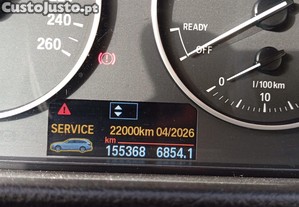 CustoJusto.pt
240
260
READY
OFF
0
l/100km
10
SERVICE 22000km 04/2026
km
155368 6854.1